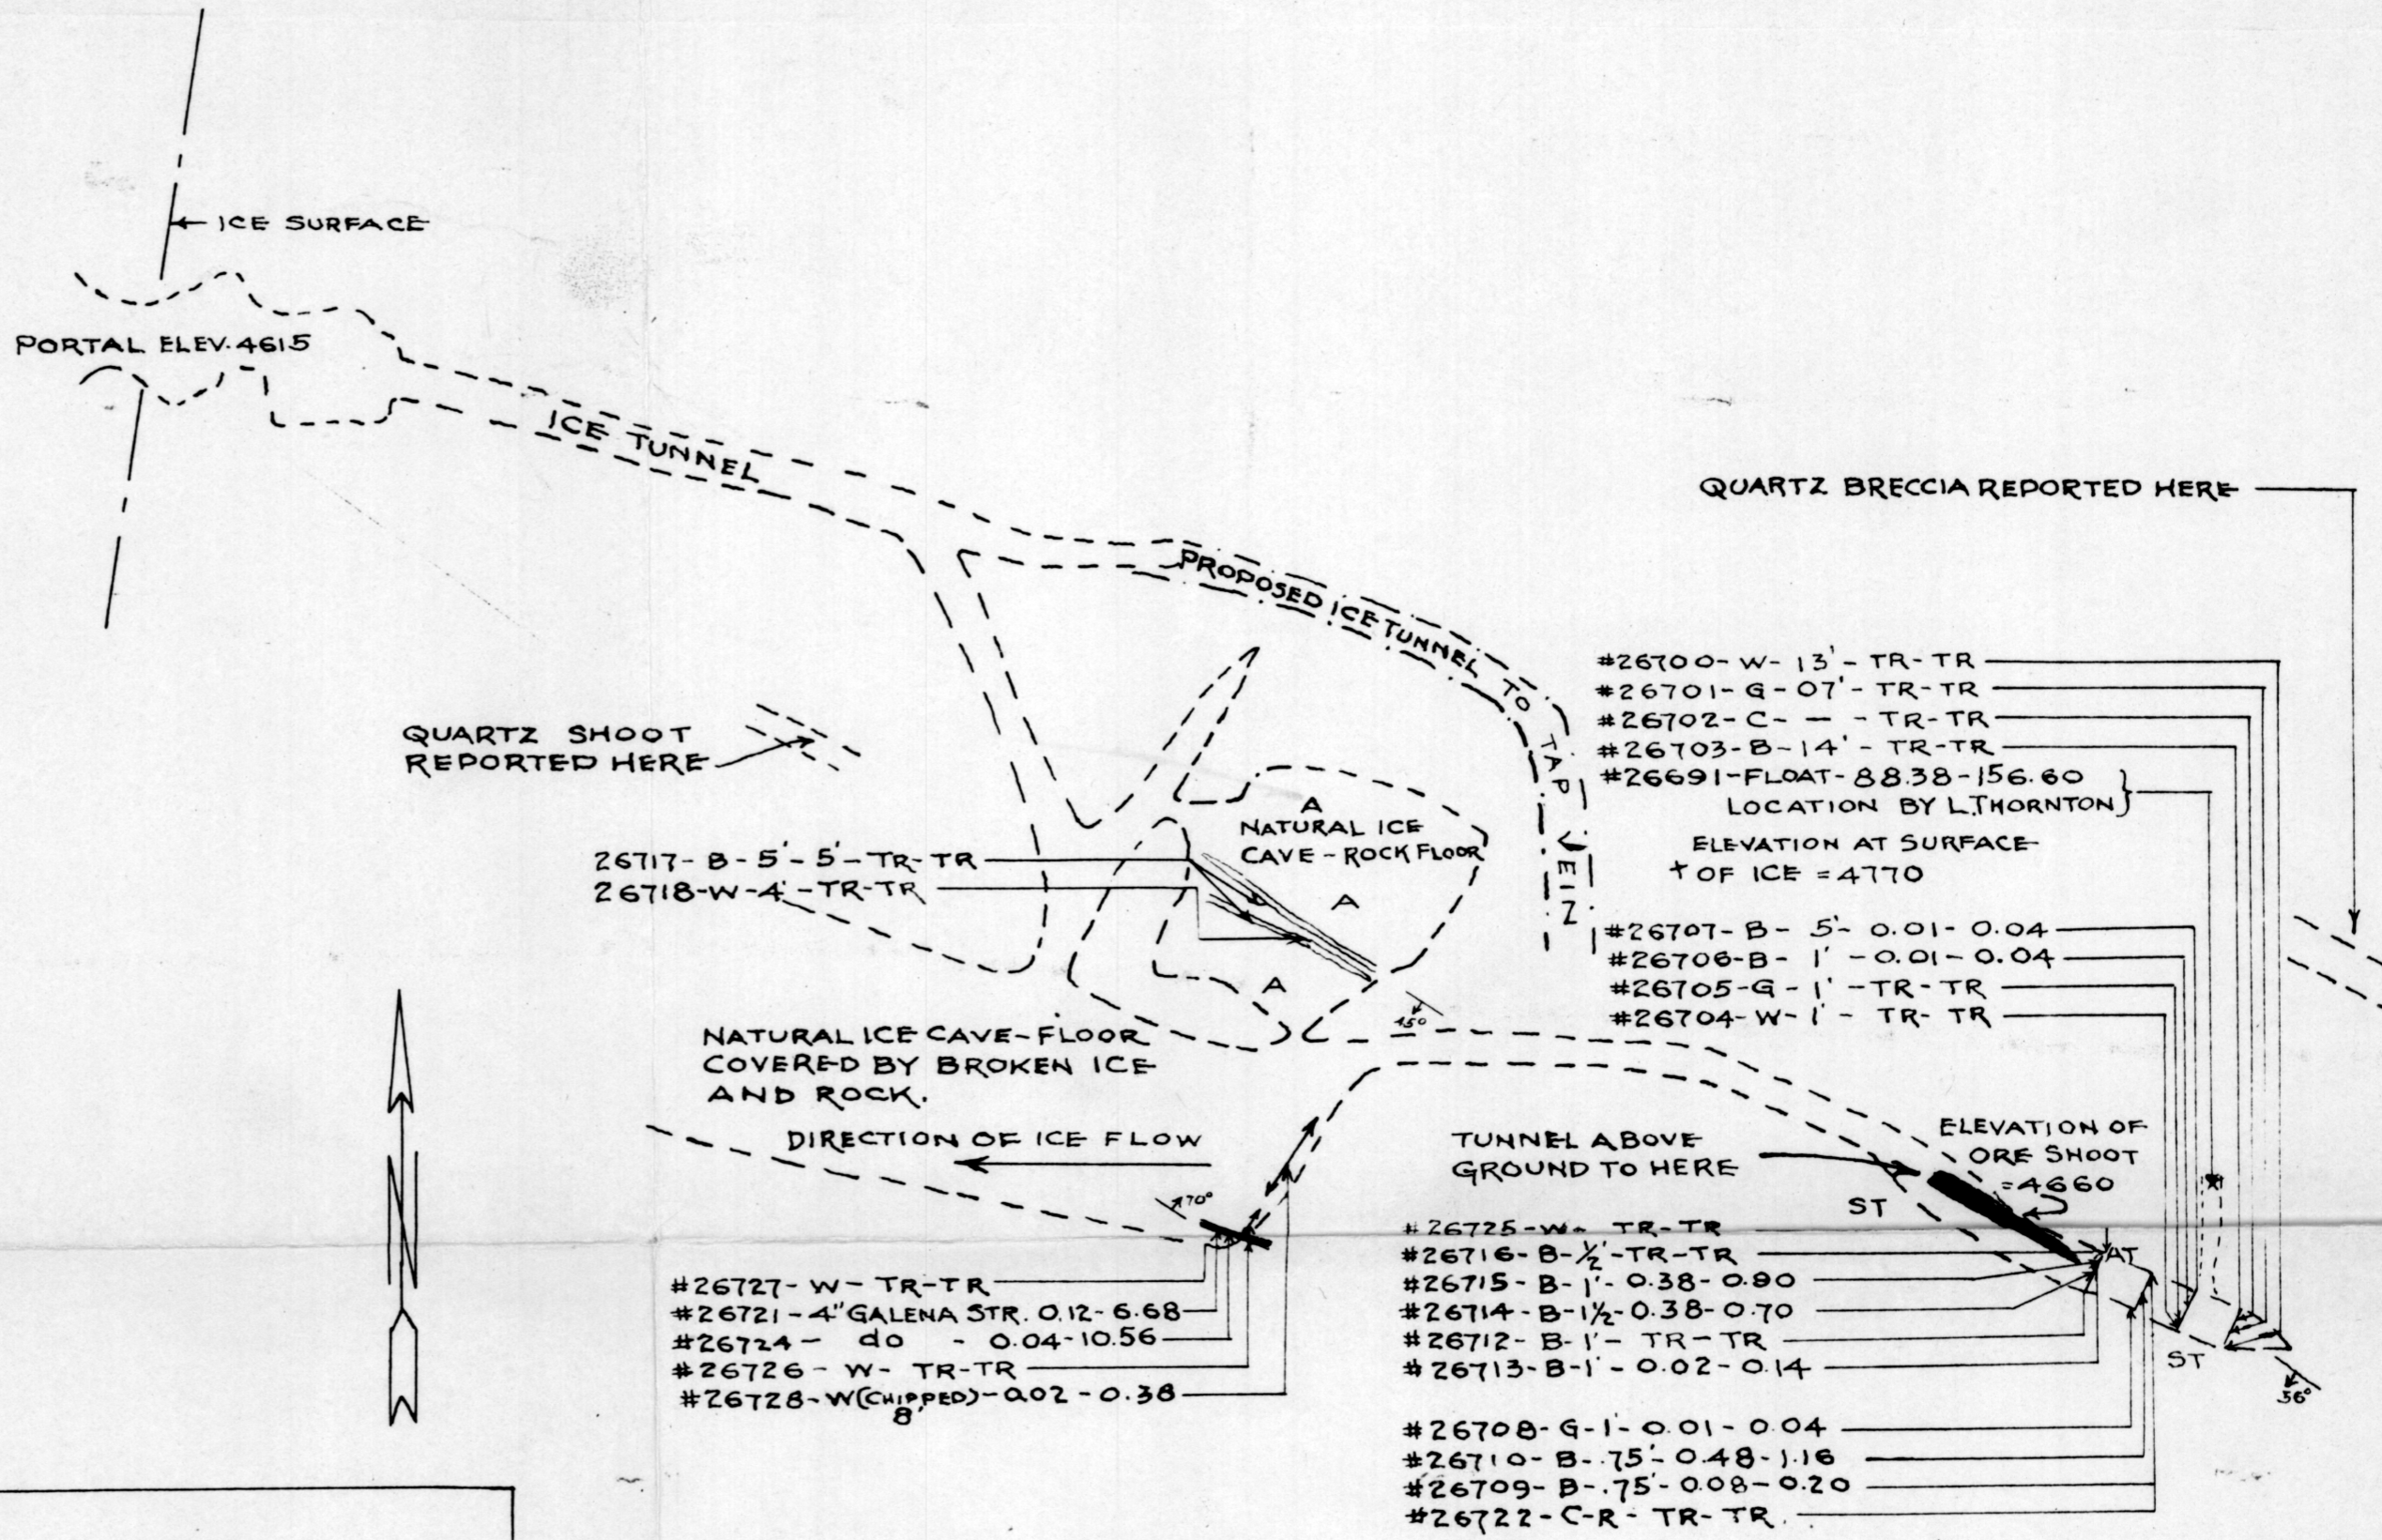 ICE SURFACE
PORTAL ELEV. 4615
ICE TUNNEL
PROPOSED ICE TUNNEL TO TAP VEIN
QUARTZ BRECCIA REPORTED HERE
QUARTZ SHOOT
REPORTED HERE
#26700-W-13'-TR-TR
#26701-G-07'-TR-TR
#26702-C- — -TR-TR
#26703-B-14'-TR-TR
#26691-FLOAT-88.38-156.60
LOCATION BY L.THORNTON
ELEVATION AT SURFACE
+ OF ICE = 4770
A
NATURAL ICE
CAVE-ROCK FLOOR
A
A
26717-B-5'-5'-TR-TR
26718-W-4'-TR-TR
#26707-B-5'-0.01-0.04
#26706-B-1'-0.01-0.04
#26705-G-1'-TR-TR
#26704-W-1'-TR-TR
45°
NATURAL ICE CAVE-FLOOR
COVERED BY BROKEN ICE
AND ROCK.
DIRECTION OF ICE FLOW
70°
TUNNEL ABOVE
GROUND TO HERE
ELEVATION OF
ORE SHOOT
=4660
ST
AT
ST
36°
N
#26725-W-TR-TR
#26716-B-½'-TR-TR
#26715-B-1'-0.38-0.80
#26714-B-1½-0.38-0.70
#26712-B-1'-TR-TR
#26713-B-1'-0.02-0.14
#26727-W-TR-TR
#26721-4" GALENA STR. 0.12-6.68
#26724- do -0.04-10.56
#26726-W-TR-TR
#26728-W(CHIPPED)-0.02-0.38
8'
#26708-G-1'-0.01-0.04
#26710-B-.75'-0.48-1.16
#26709-B-.75'-0.08-0.20
#26722-C-R-TR-TR.